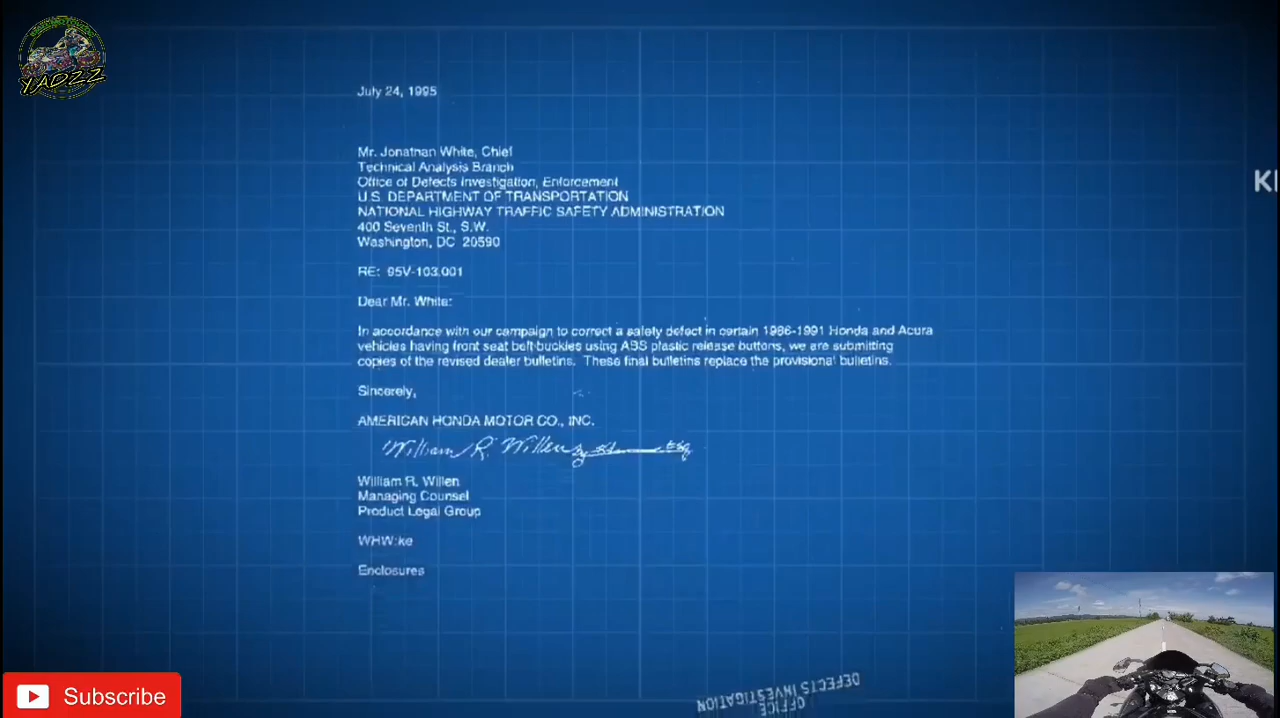 YADZZ
July 24, 1995
KI
Mr. Jonathan White, Chief
Technical Analysis Branch
Office of Defects Investigation, Enforcement
U.S. DEPARTMENT OF TRANSPORTATION
NATIONAL HIGHWAY TRAFFIC SAFETY ADMINISTRATION
400 Seventh St., S.W.
Washington, DC 20590
RE: 95V-103.001
Dear Mr. White:
In accordance with our campaign to correct a safety defect in certain 1986-1991 Honda and Acura
vehicles having front seat belt buckles using ABS plastic release buttons, we are submitting
copies of the revised dealer bulletins. These final bulletins replace the provisional bulletins.
Sincerely,
AMERICAN HONDA MOTOR CO., INC.
William R. Willen
William R. Willen
Managing Counsel
Product Legal Group
WHW:ke
Enclosures
Subscribe
OFFICE
DEFECTS INVESTIGATION